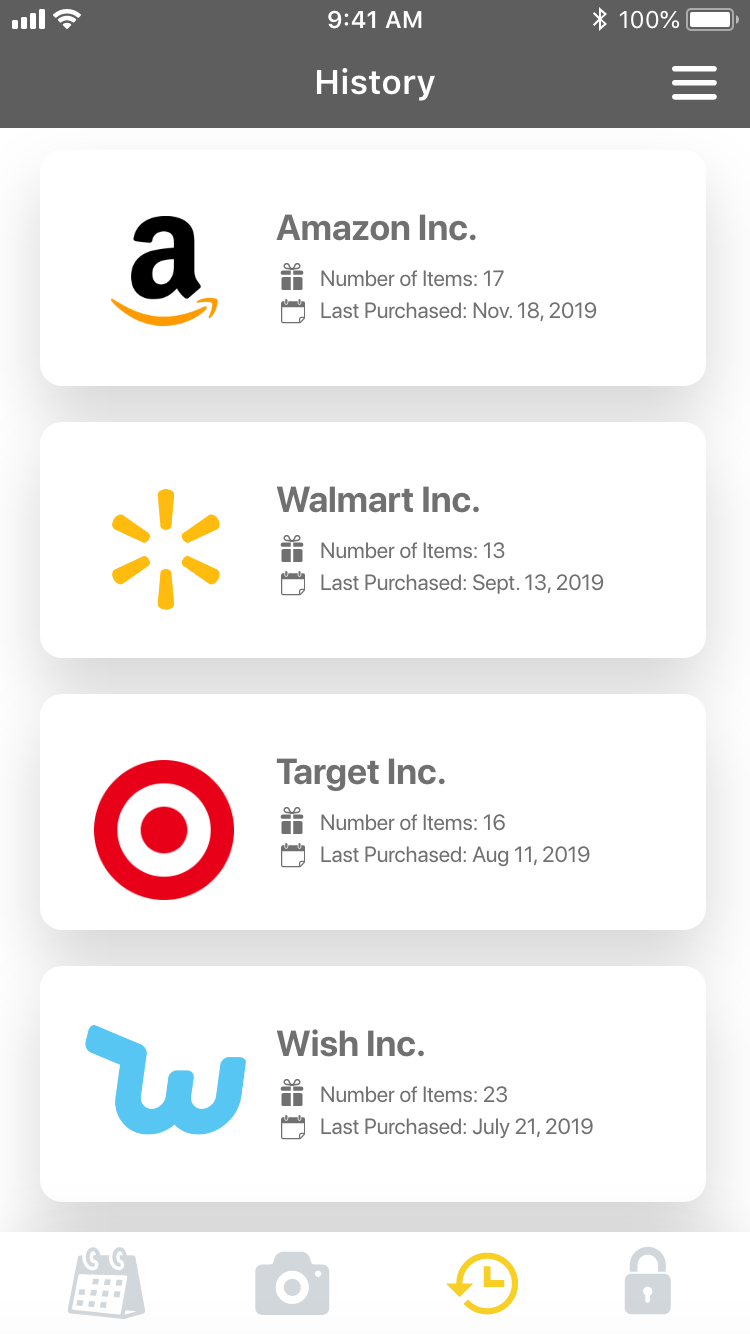 9:41 AM
100%
History
a
Amazon Inc.
Number of Items: 17
Last Purchased: Nov. 18, 2019
Walmart Inc.
Number of Items: 13
Last Purchased: Sept. 13, 2019
Target Inc.
Number of Items: 16
Last Purchased: Aug 11, 2019
Wish Inc.
Number of Items: 23
Last Purchased: July 21, 2019